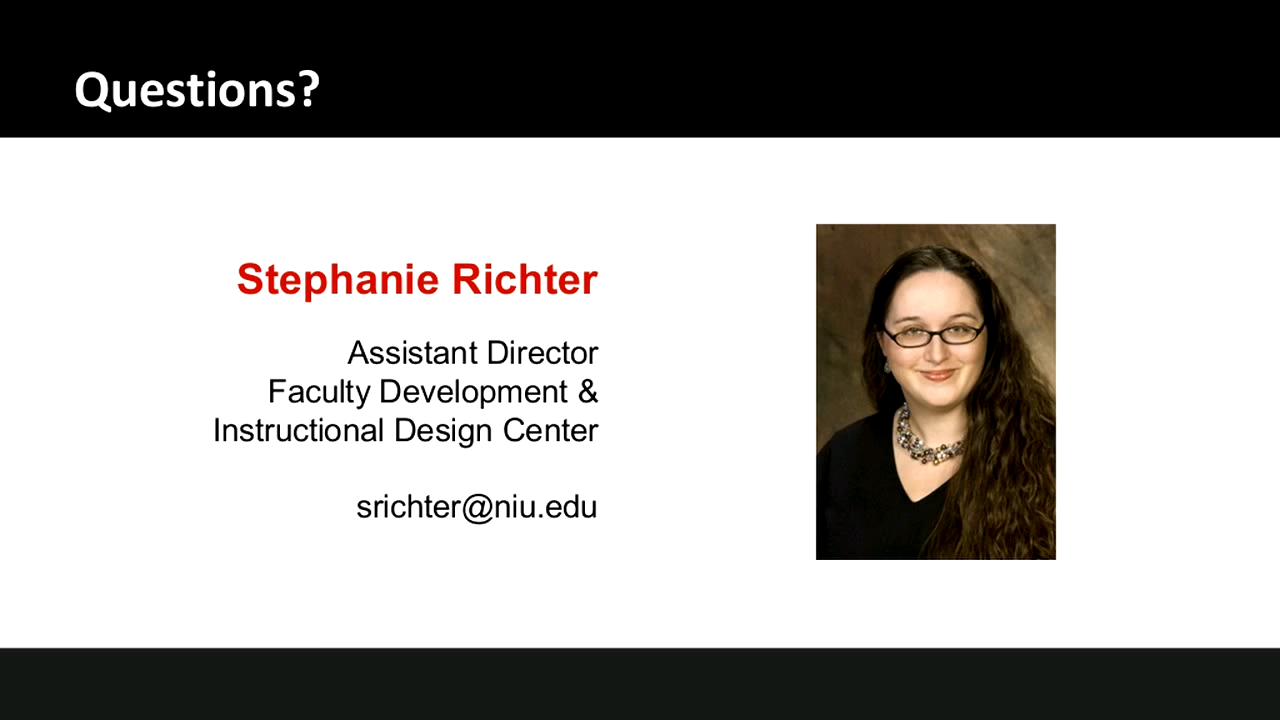 Questions?
Stephanie Richter
Assistant Director
Faculty Development &
Instructional Design Center
srichter@niu.edu